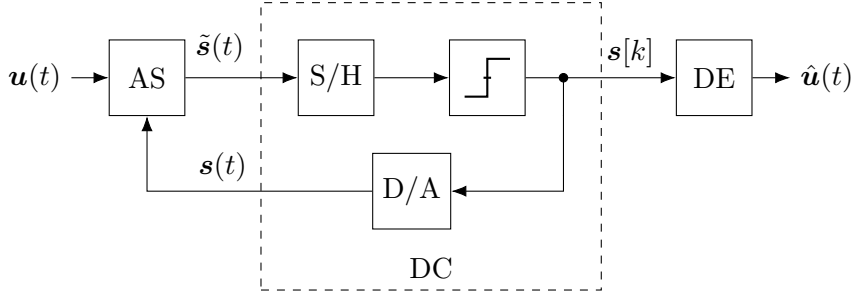 𝒖(t)
AS
𝒔̃(t)
S/H
𝒔[k]
DE
𝒖̂(t)
𝒔(t)
D/A
DC